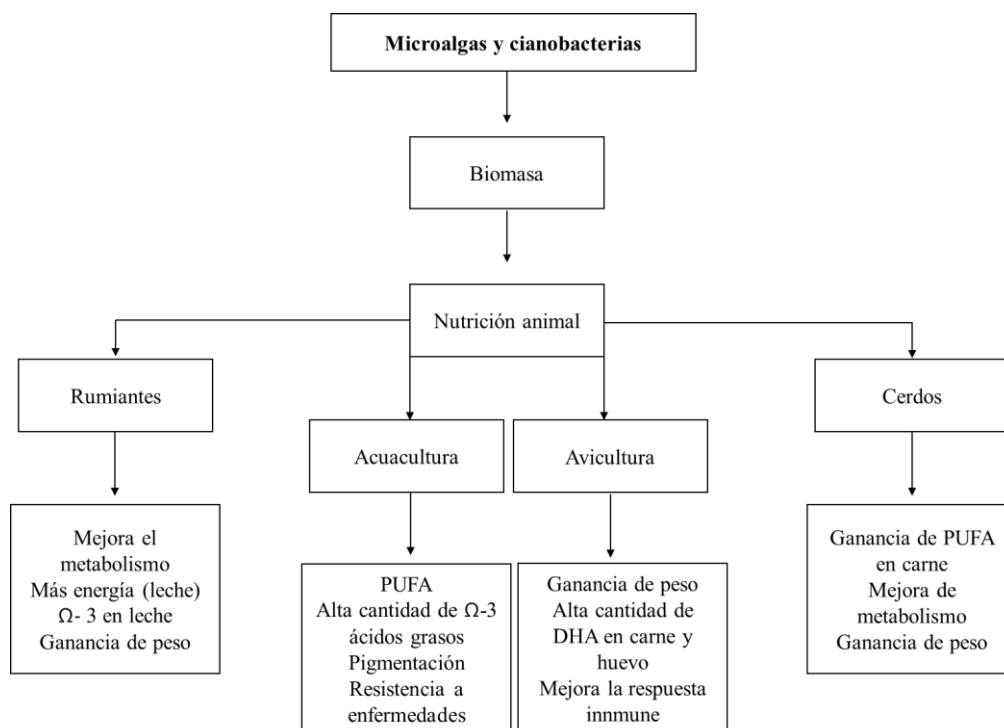 Microalgas y cianobacterias
Biomasa
Nutrición animal
Rumiantes
Cerdos
Acuacultura
Avicultura
Mejora el
metabolismo
Más energía (leche)
Ω- 3 en leche
Ganancia de peso
PUFA
Alta cantidad de Ω-3
ácidos grasos
Pigmentación
Resistencia a
enfermedades
Ganancia de peso
Alta cantidad de
DHA en carne y
huevo
Mejora la respuesta
innmune
Ganancia de PUFA
en carne
Mejora de
metabolismo
Ganancia de peso